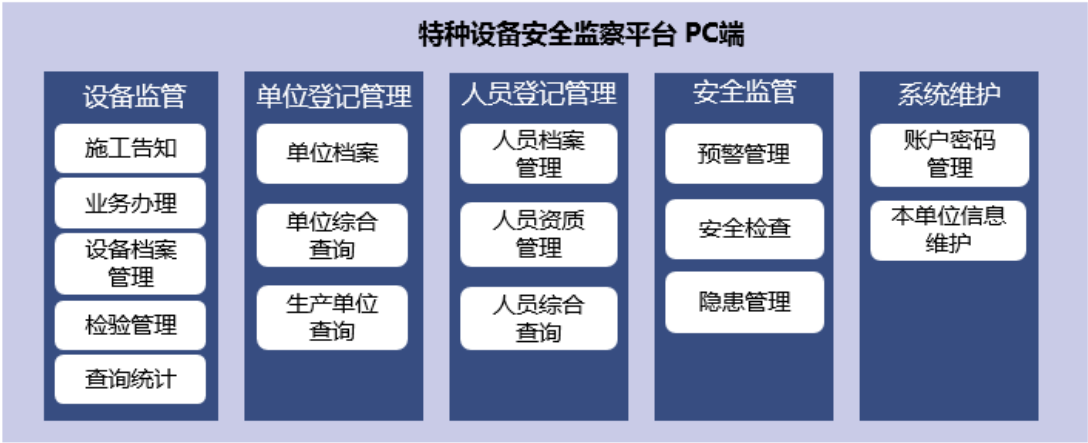 特种设备安全监察平台 PC端
设备监管
施工告知
业务办理
设备档案
管理
检验管理
查询统计
单位登记管理
单位档案
单位综合
查询
生产单位
查询
人员登记管理
人员档案
管理
人员资质
管理
人员综合
查询
安全监管
预警管理
安全检查
隐患管理
系统维护
账户密码
管理
本单位信息
维护